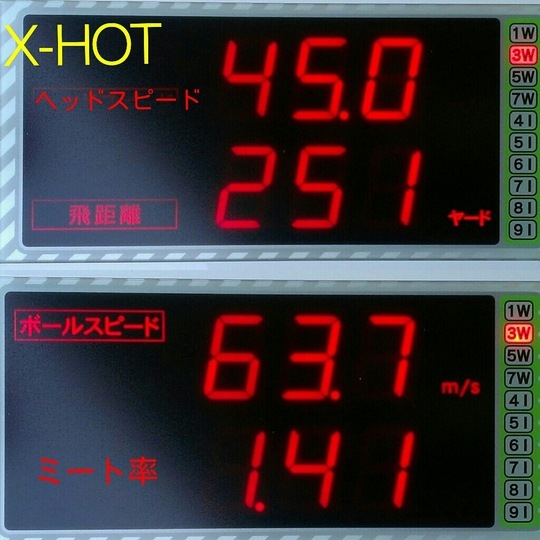 X-HOT
ヘッドスピード
45.0
251
飛距離
ヤード
1W
3W
5W
7W
4I
5I
6I
7I
8I
9I
ボールスピード
63.7
m/s
ミート率
1.41
1W
3W
5W
7W
4I
5I
6I
7I
8I
9I